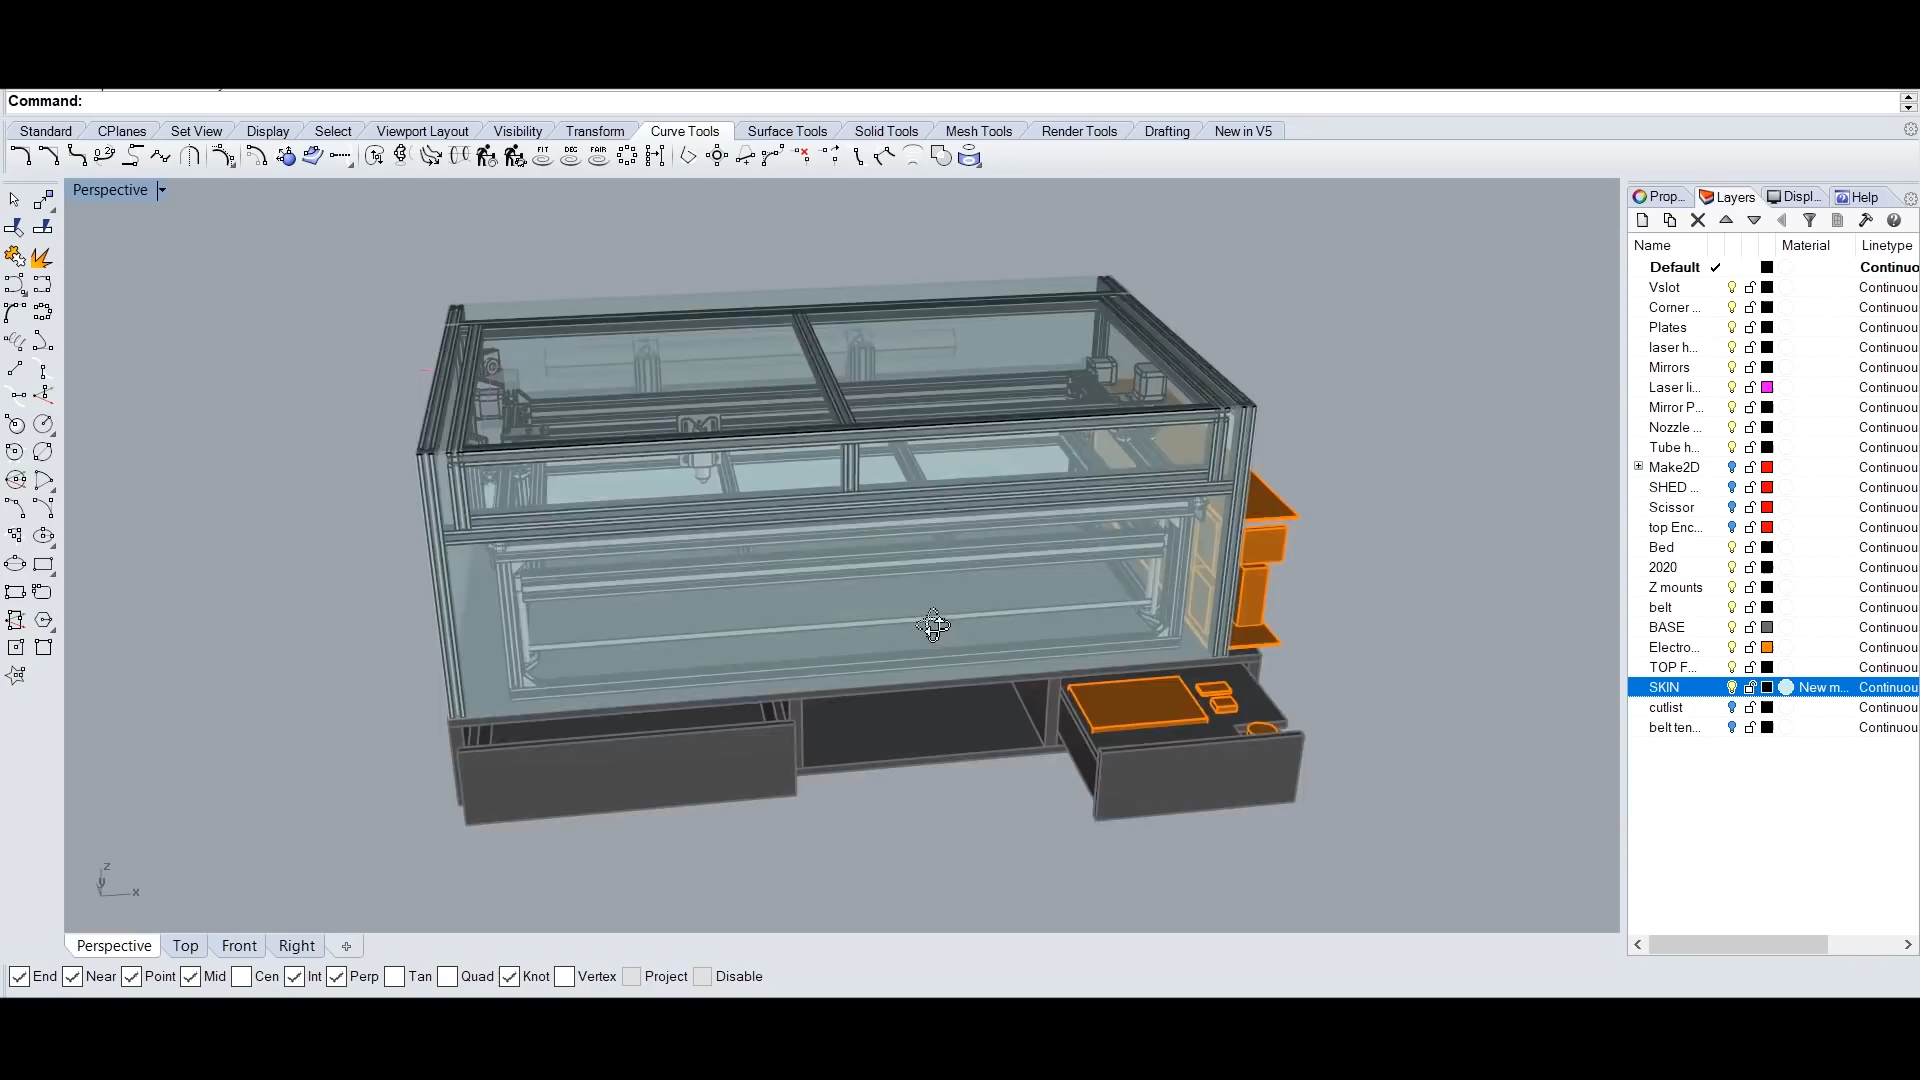 Command:
Standard CPlanes Set View Display Select Viewport Layout Visibility Transform Curve Tools Surface Tools Solid Tools Mesh Tools Render Tools Drafting New in V5
FIT DEG FAIR
Perspective
Prop... Layers Displ... Help
Name Material Linetype
Default Continuo
Vslot Continuou
Corner ... Continuou
Plates Continuou
laser h... Continuou
Mirrors Continuou
Laser li... Continuou
Mirror P... Continuou
Nozzle ... Continuou
Tube h... Continuou
Make2D Continuou
SHED ... Continuou
Scissor Continuou
top Enc... Continuou
Bed Continuou
2020 Continuou
Z mounts Continuou
belt Continuou
BASE Continuou
Electro... Continuou
TOP F... Continuou
SKIN New m... Continuou
cutlist Continuou
belt ten... Continuou
z
y
x
Perspective Top Front Right
End Near Point Mid Cen Int Perp Tan Quad Knot Vertex Project Disable